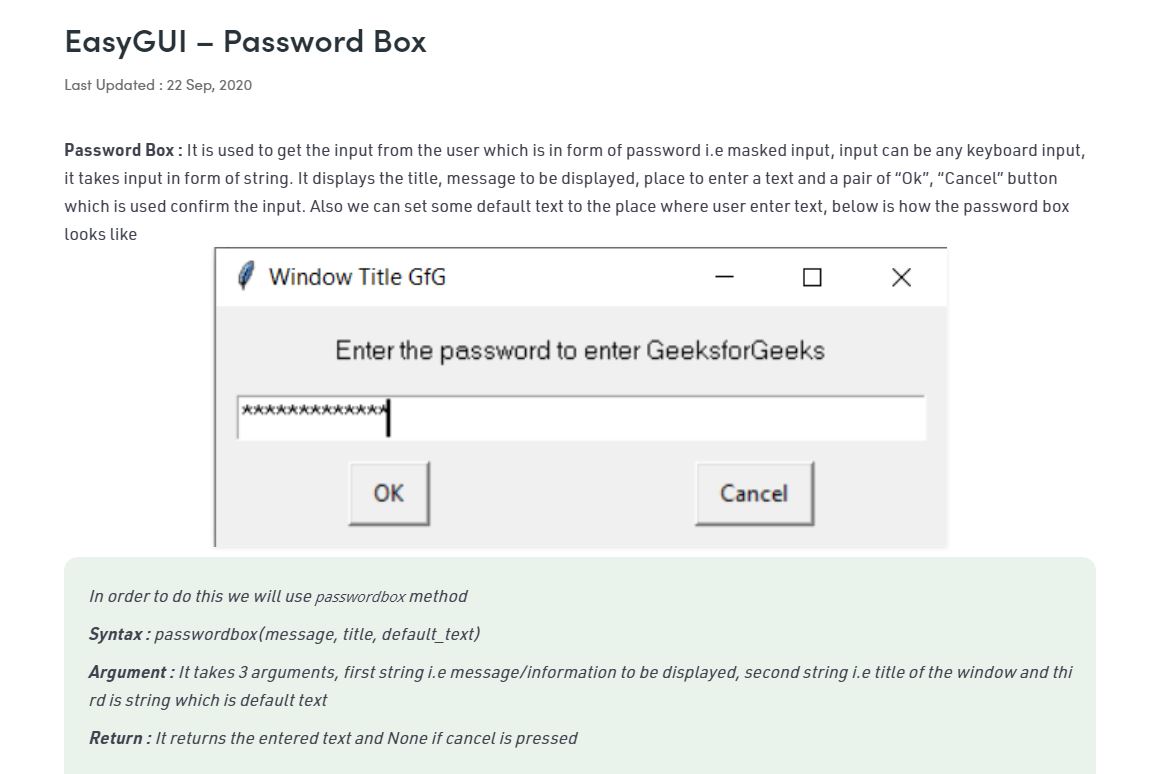 EasyGUI – Password Box
Last Updated : 22 Sep, 2020
Password Box : It is used to get the input from the user which is in form of password i.e masked input, input can be any keyboard input,
it takes input in form of string. It displays the title, message to be displayed, place to enter a text and a pair of “Ok”, “Cancel” button
which is used confirm the input. Also we can set some default text to the place where user enter text, below is how the password box
looks like
Window Title GfG
Enter the password to enter GeeksforGeeks
*************
OK Cancel
In order to do this we will use passwordbox method
Syntax : passwordbox(message, title, default_text)
Argument : It takes 3 arguments, first string i.e message/information to be displayed, second string i.e title of the window and thi
rd is string which is default text
Return : It returns the entered text and None if cancel is pressed